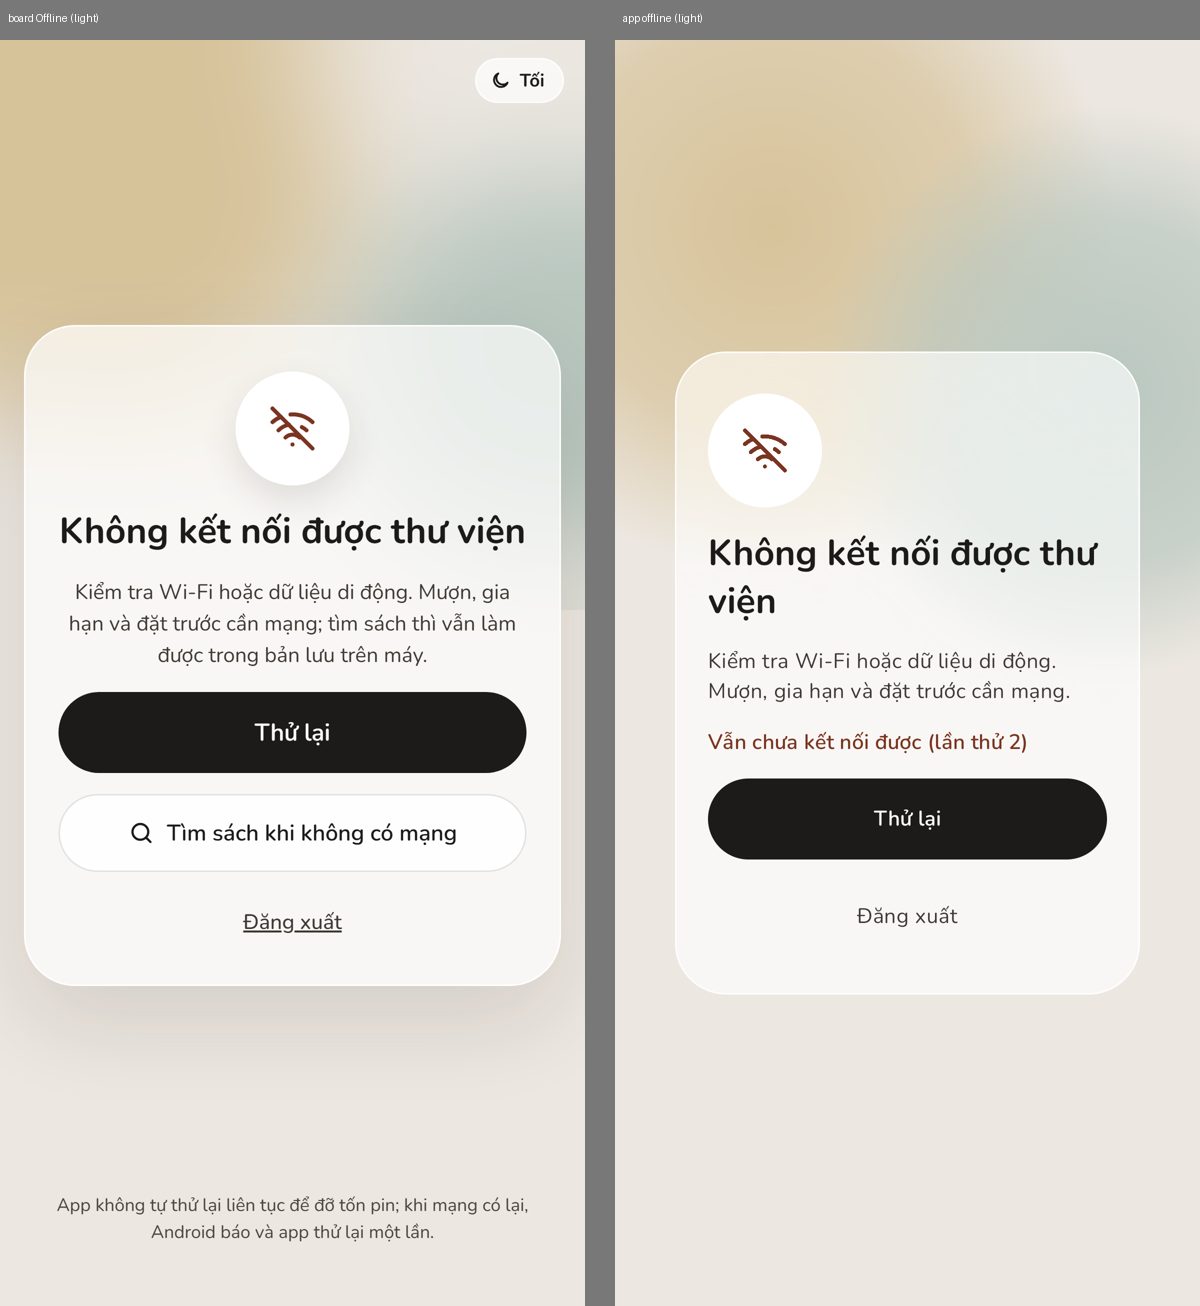 board Offline (light)
Tối
Không kết nối được thư viện
Kiểm tra Wi-Fi hoặc dữ liệu di động. Mượn, gia
hạn và đặt trước cần mạng; tìm sách thì vẫn làm
được trong bản lưu trên máy.
Thử lại
Tìm sách khi không có mạng
Đăng xuất
App không tự thử lại liên tục để đỡ tốn pin; khi mạng có lại,
Android báo và app thử lại một lần.
app offline (light)
Không kết nối được thư
viện
Kiểm tra Wi-Fi hoặc dữ liệu di động.
Mượn, gia hạn và đặt trước cần mạng.
Vẫn chưa kết nối được (lần thứ 2)
Thử lại
Đăng xuất